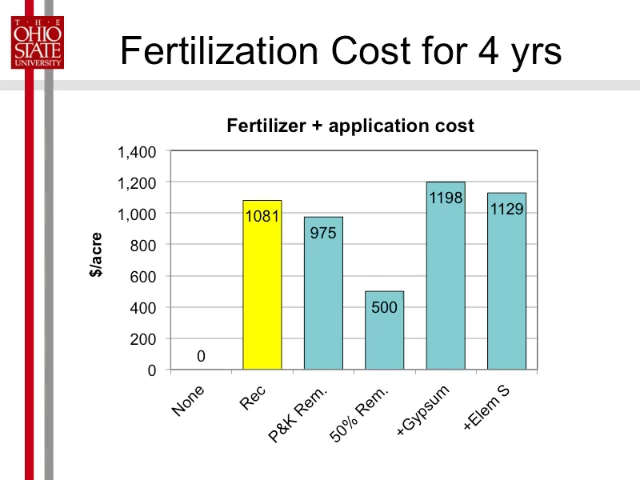 T · H · E
OHIO
STATE
UNIVERSITY
Fertilization Cost for 4 yrs
Fertilizer + application cost
$/acre
1,400
1,200
1,000
800
600
400
200
0
0
1081
975
500
1198
1129
None
Rec
P&K Rem.
50% Rem.
+Gypsum
+Elem S